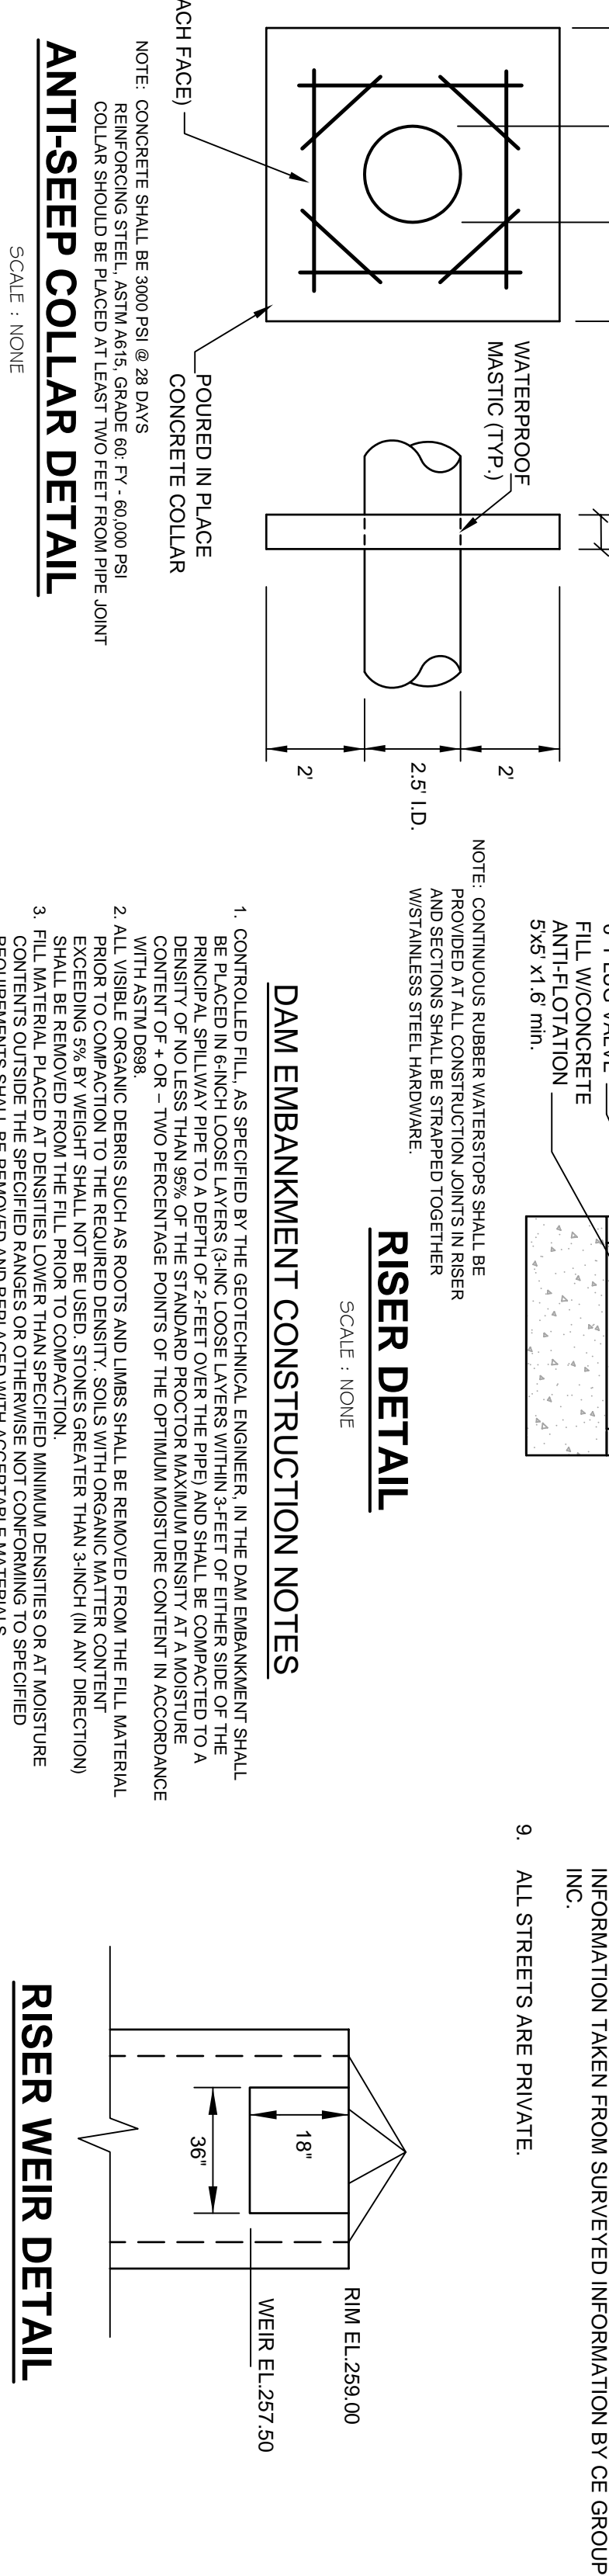 ACH FACE)
WATERPROOF
MASTIC (TYP.)
POURED IN PLACE
CONCRETE COLLAR
2'
2.5' I.D.
2'
NOTE: CONCRETE SHALL BE 3000 PSI @ 28 DAYS
REINFORCING STEEL, ASTM A615, GRADE 60: FY - 60,000 PSI
COLLAR SHOULD BE PLACED AT LEAST TWO FEET FROM PIPE JOINT
ANTI-SEEP COLLAR DETAIL
SCALE : NONE
PLUG VALVE
FILL W/CONCRETE
ANTI-FLOTATION
5'x5' x1.6' min.
NOTE: CONTINUOUS RUBBER WATERSTOPS SHALL BE
PROVIDED AT ALL CONSTRUCTION JOINTS IN RISER
AND SECTIONS SHALL BE STRAPPED TOGETHER
W/STAINLESS STEEL HARDWARE.
RISER DETAIL
SCALE : NONE
DAM EMBANKMENT CONSTRUCTION NOTES
1. CONTROLLED FILL, AS SPECIFIED BY THE GEOTECHNICAL ENGINEER, IN THE DAM EMBANKMENT SHALL
BE PLACED IN 6-INCH LOOSE LAYERS (3-INC LOOSE LAYERS WITHIN 3-FEET OF EITHER SIDE OF THE
PRINCIPAL SPILLWAY PIPE TO A DEPTH OF 2-FEET OVER THE PIPE) AND SHALL BE COMPACTED TO A
DENSITY OF NO LESS THAN 95% OF THE STANDARD PROCTOR MAXIMUM DENSITY AT A MOISTURE
CONTENT OF + OR – TWO PERCENTAGE POINTS OF THE OPTIMUM MOISTURE CONTENT IN ACCORDANCE
WITH ASTM D698.
2. ALL VISIBLE ORGANIC DEBRIS SUCH AS ROOTS AND LIMBS SHALL BE REMOVED FROM THE FILL MATERIAL
PRIOR TO COMPACTION TO THE REQUIRED DENSITY. SOILS WITH ORGANIC MATTER CONTENT
EXCEEDING 5% BY WEIGHT SHALL NOT BE USED. STONES GREATER THAN 3-INCH (IN ANY DIRECTION)
SHALL BE REMOVED FROM THE FILL PRIOR TO COMPACTION.
3. FILL MATERIAL PLACED AT DENSITIES LOWER THAN SPECIFIED MINIMUM DENSITIES OR AT MOISTURE
CONTENTS OUTSIDE THE SPECIFIED RANGES OR OTHERWISE NOT CONFORMING TO SPECIFIED
REQUIREMENTS SHALL BE REMOVED AND REPLACED WITH ACCEPTABLE MATERIALS
INFORMATION TAKEN FROM SURVEYED INFORMATION BY CE GROUP
INC.
9. ALL STREETS ARE PRIVATE.
18"
36"
RIM EL.259.00
WEIR EL.257.50
RISER WEIR DETAIL